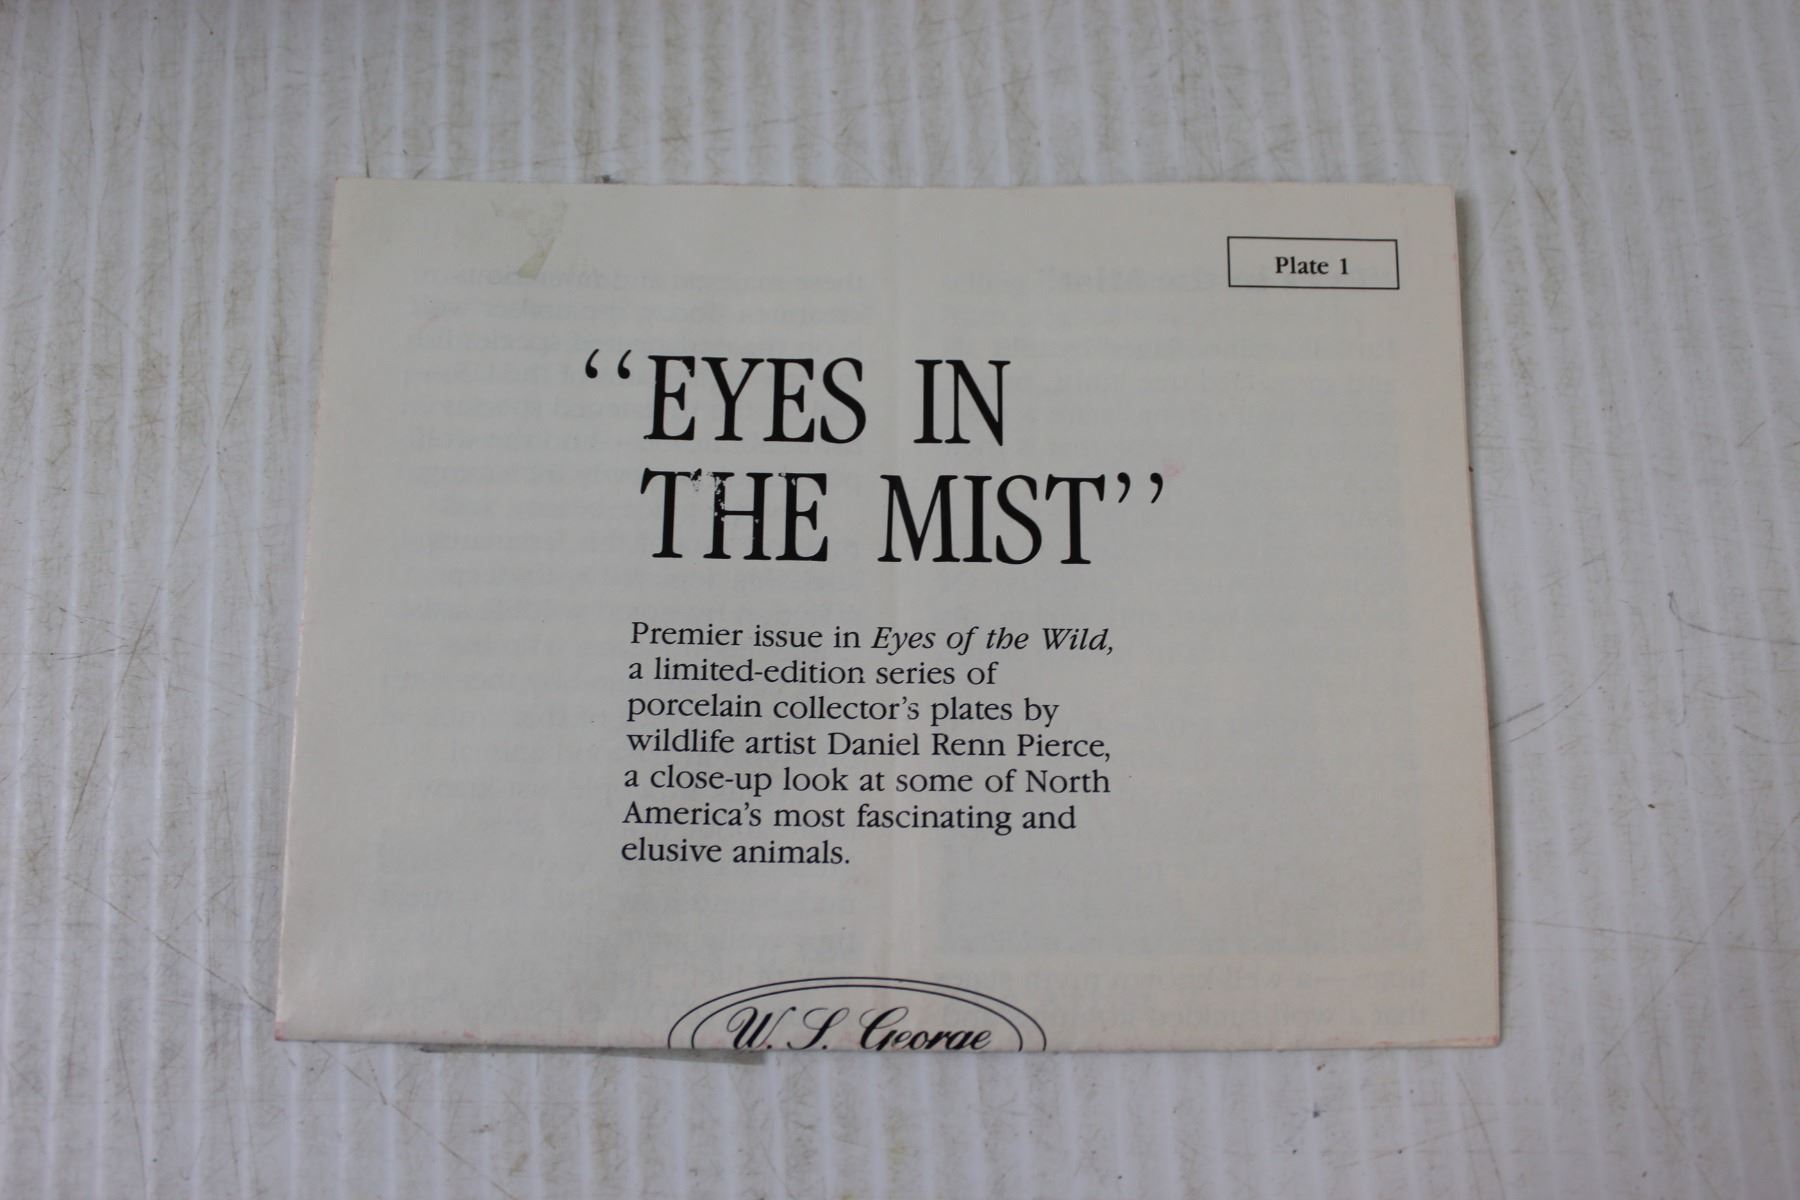 Plate 1
“EYES IN
THE MIST”
Premier issue in Eyes of the Wild,
a limited-edition series of
porcelain collector’s plates by
wildlife artist Daniel Renn Pierce,
a close-up look at some of North
America’s most fascinating and
elusive animals.
W. S. George